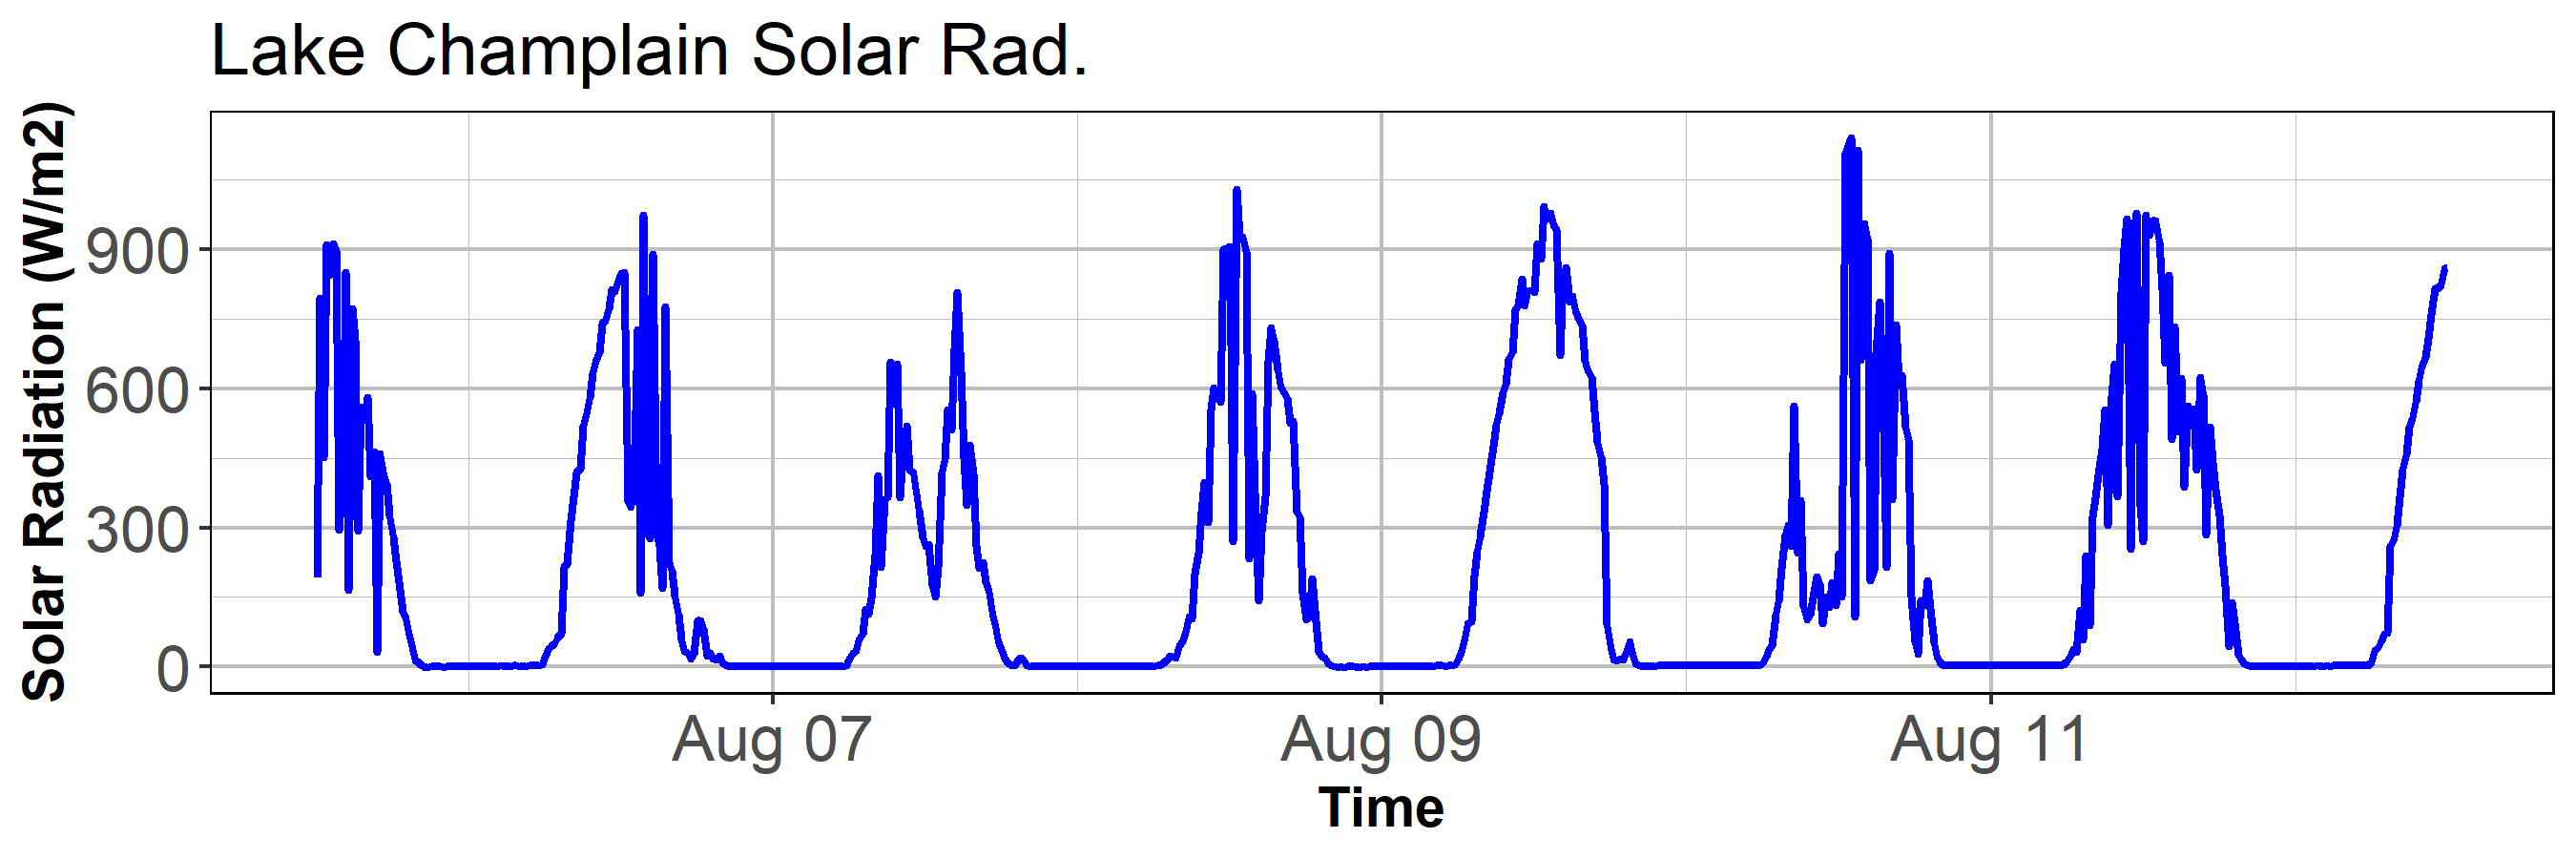 Lake Champlain Solar Rad.
Solar Radiation (W/m2)
900
600
300
0
Aug 07
Aug 09
Aug 11
Time